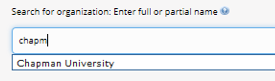 Search for organization: Enter full or partial name
chapm
Chapman University